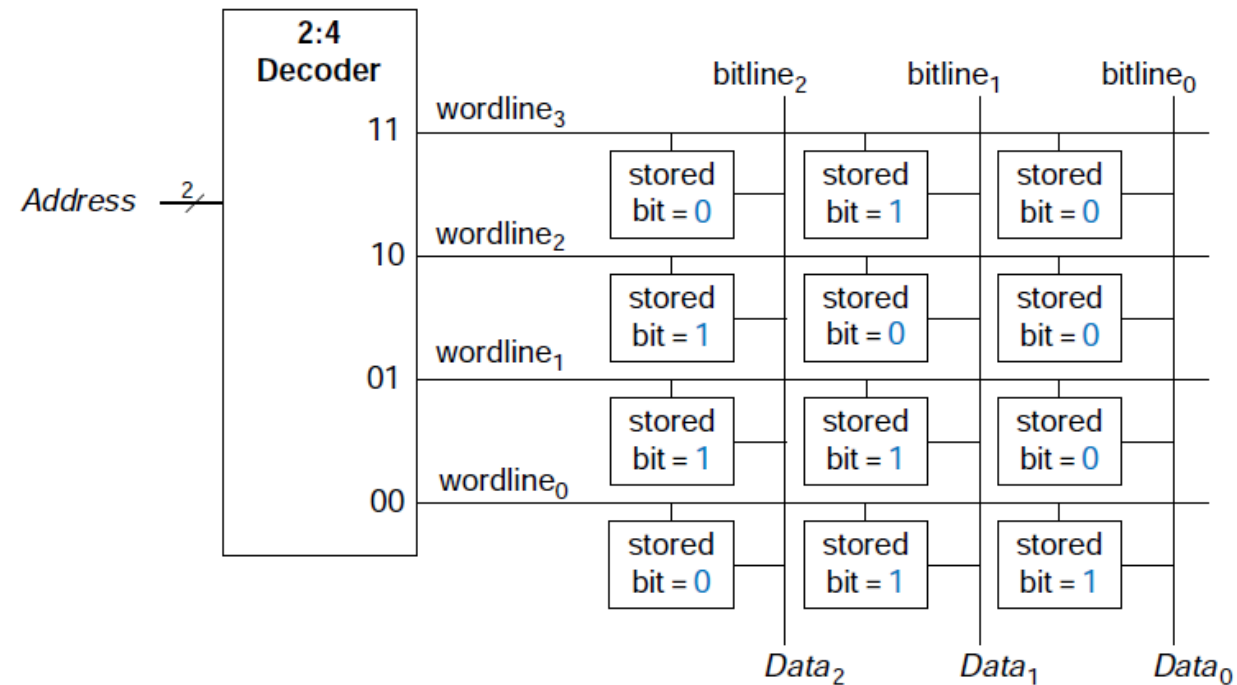 2:4
Decoder
bitline₂ bitline₁ bitline₀
wordline₃
11
stored stored stored
bit = 0 bit = 1 bit = 0
Address 2
wordline₂
10
stored stored stored
bit = 1 bit = 0 bit = 0
wordline₁
01
stored stored stored
bit = 1 bit = 1 bit = 0
wordline₀
00
stored stored stored
bit = 0 bit = 1 bit = 1
Data₂ Data₁ Data₀